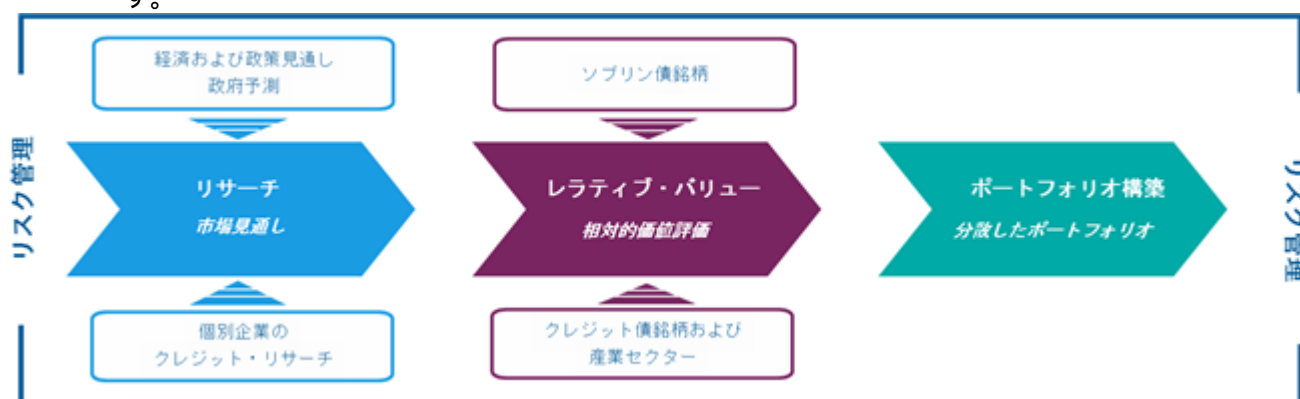 す。
経済および政策見通し
政府予測
ソブリン債銘柄
リスク管理
リサーチ
市場見通し
レラティブ・バリュー
相対的価値評価
ポートフォリオ構築
分散したポートフォリオ
リスク管理
個別企業の
クレジット・リサーチ
クレジット債銘柄および
産業セクター